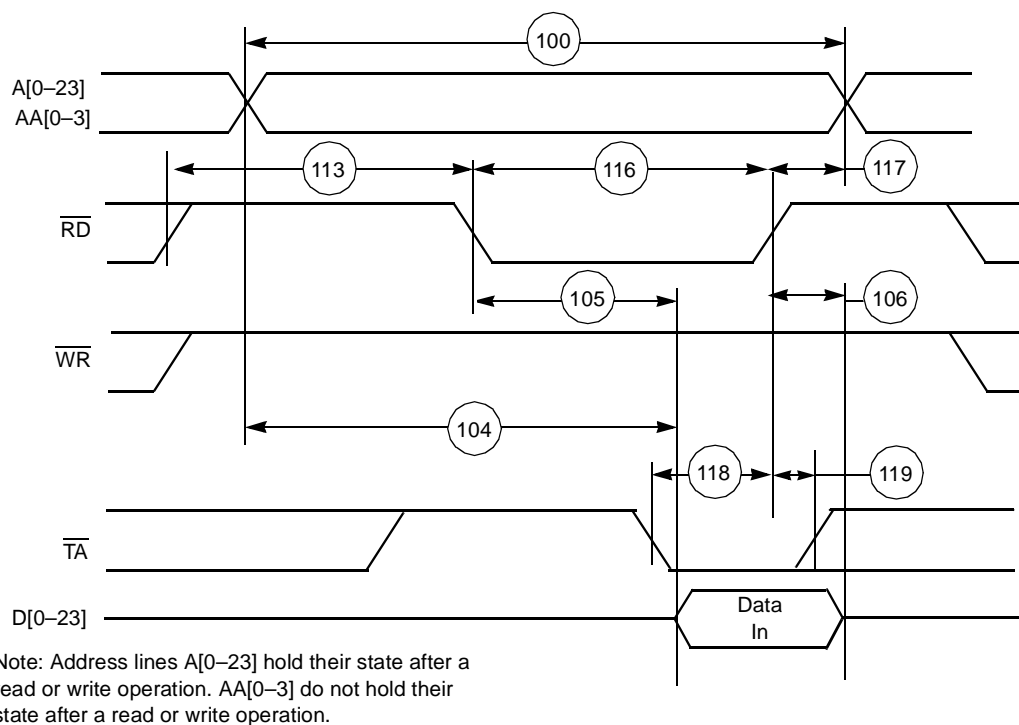 100
A[0–23]
AA[0–3]
113
116
117
RD
105
106
WR
104
118
119
TA
D[0–23]
Data
In
Note: Address lines A[0–23] hold their state after a
read or write operation. AA[0–3] do not hold their
state after a read or write operation.